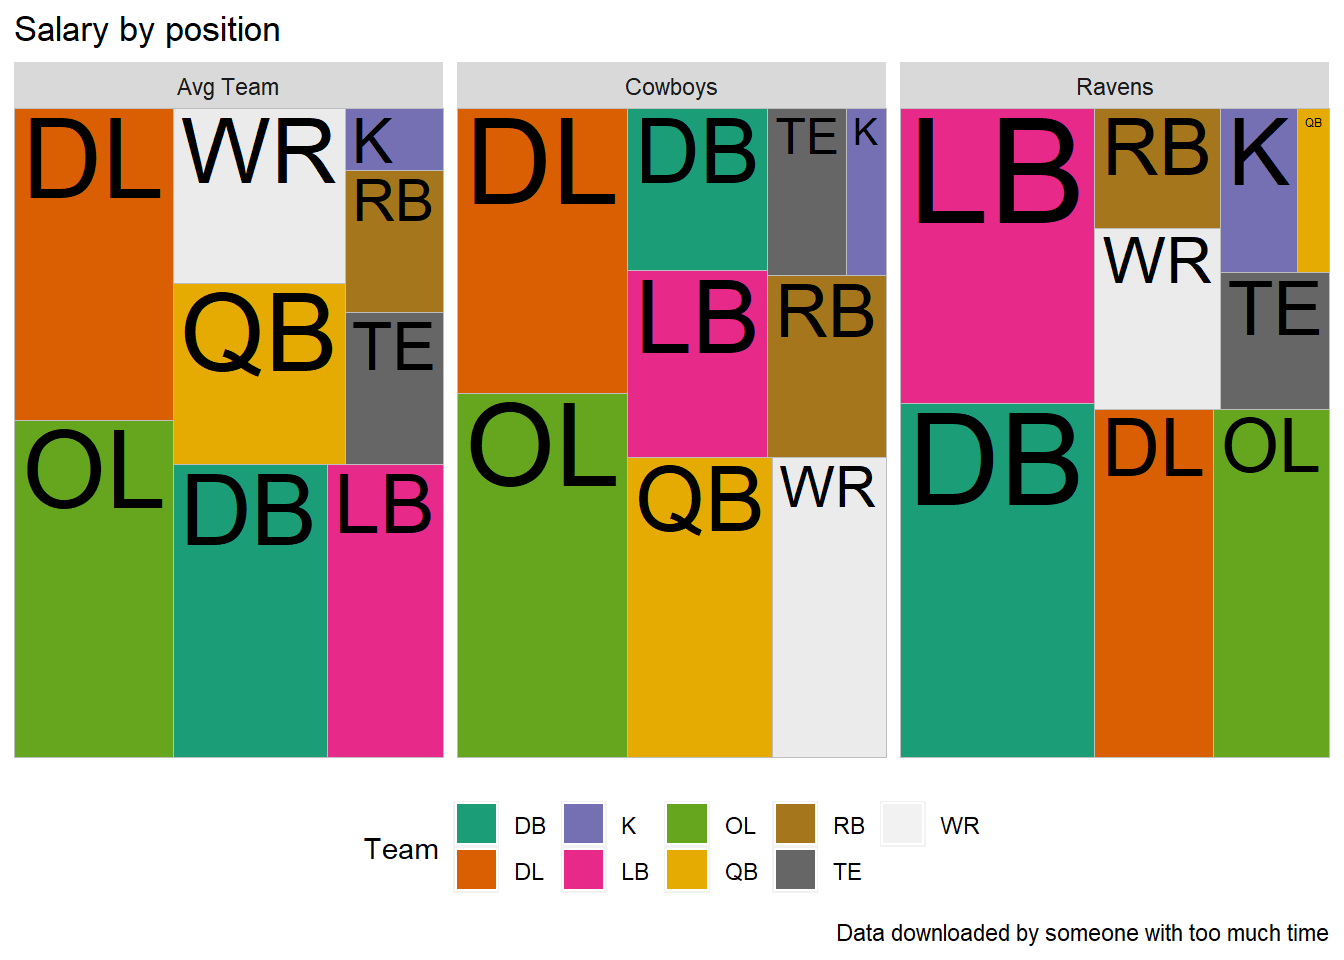 Salary by position
Avg Team
Cowboys
Ravens
DL
WR
K
RB
QB
TE
OL
DB
LB
DL
DB
TE
K
LB
RB
OL
QB
WR
LB
RB
K
QB
WR
TE
DB
DL
OL
Team
DB
K
OL
RB
WR
DL
LB
QB
TE
Data downloaded by someone with too much time